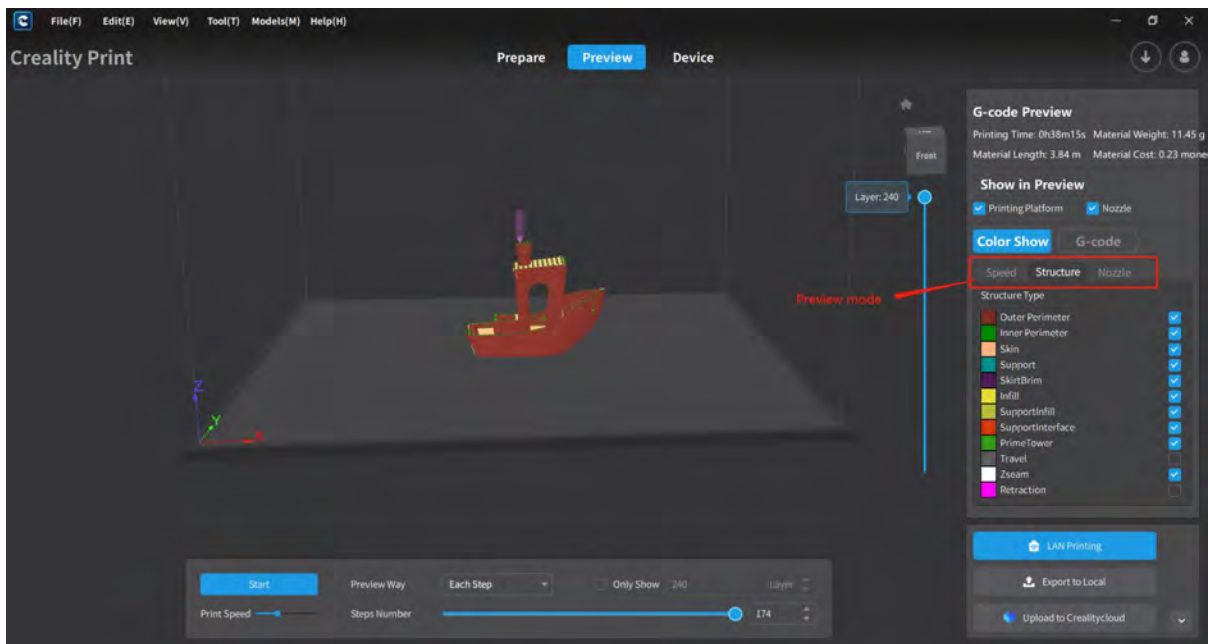 File(F) Edit(E) View(V) Tool(T) Models(M) Help(H)
Creality Print
Prepare Preview Device
Front
Layer: 240
G-code Preview
Printing Time: 0h38m15s Material Weight: 11.45 g
Material Length: 3.84 m Material Cost: 0.23 mone
Show in Preview
Printing Platform Nozzle
Color Show G-code
Speed Structure Nozzle
Preview mode
Structure Type
Outer Perimeter
Inner Perimeter
Skin
Support
SkirtBrim
Infill
SupportInfill
SupportInterface
PrimeTower
Travel
Zseam
Retraction
Z
Y
X
LAN Printing
Export to Local
Upload to Crealitycloud
Start Preview Way Each Step Only Show 240 Layer
Print Speed Steps Number 174